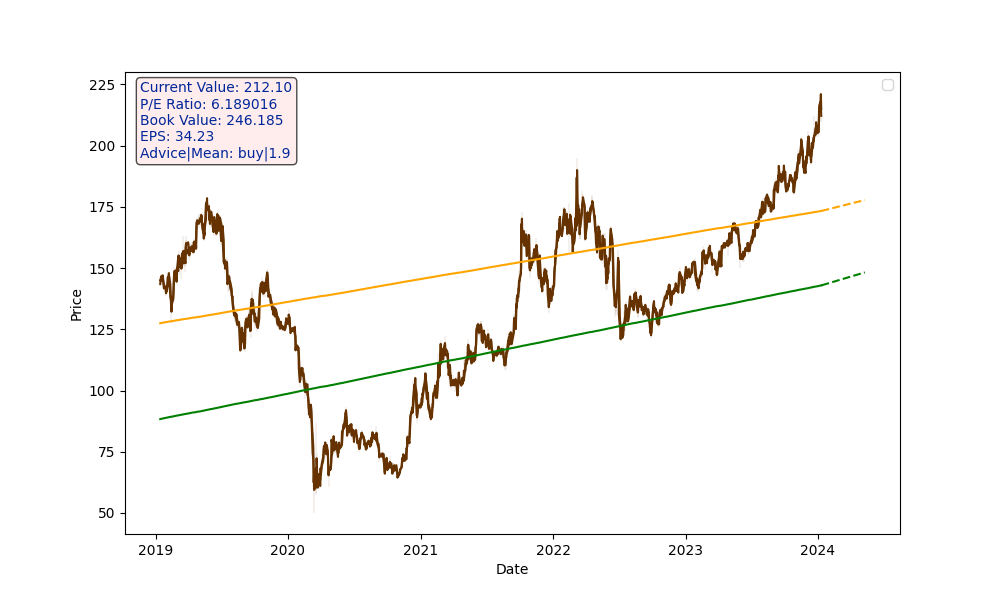 Current Value: 212.10
P/E Ratio: 6.189016
Book Value: 246.185
EPS: 34.23
Advice|Mean: buy|1.9
225
200
175
150
125
100
75
50
Price
2019 2020 2021 2022 2023 2024
Date